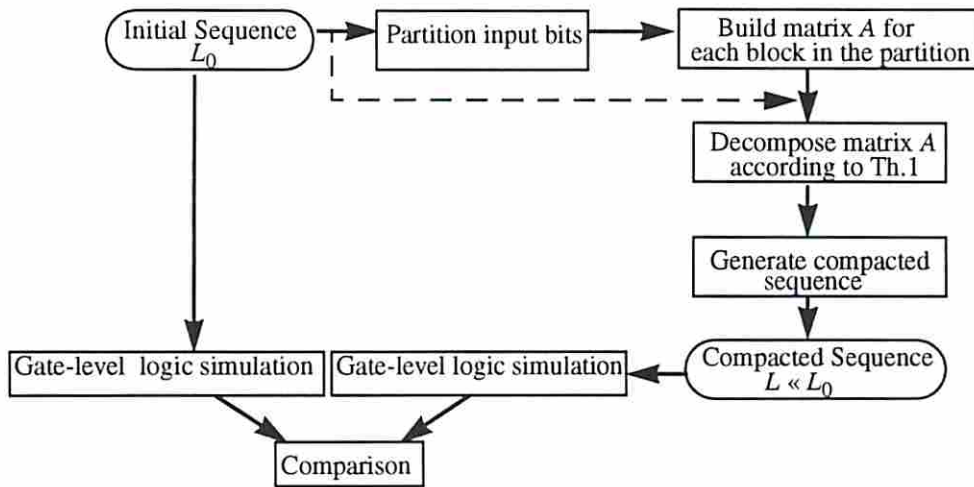 Initial Sequence
L0
Partition input bits
Build matrix A for
each block in the partition
Decompose matrix A
according to Th.1
Generate compacted
sequence
Compacted Sequence
L « L0
Gate-level logic simulation
Gate-level logic simulation
Comparison